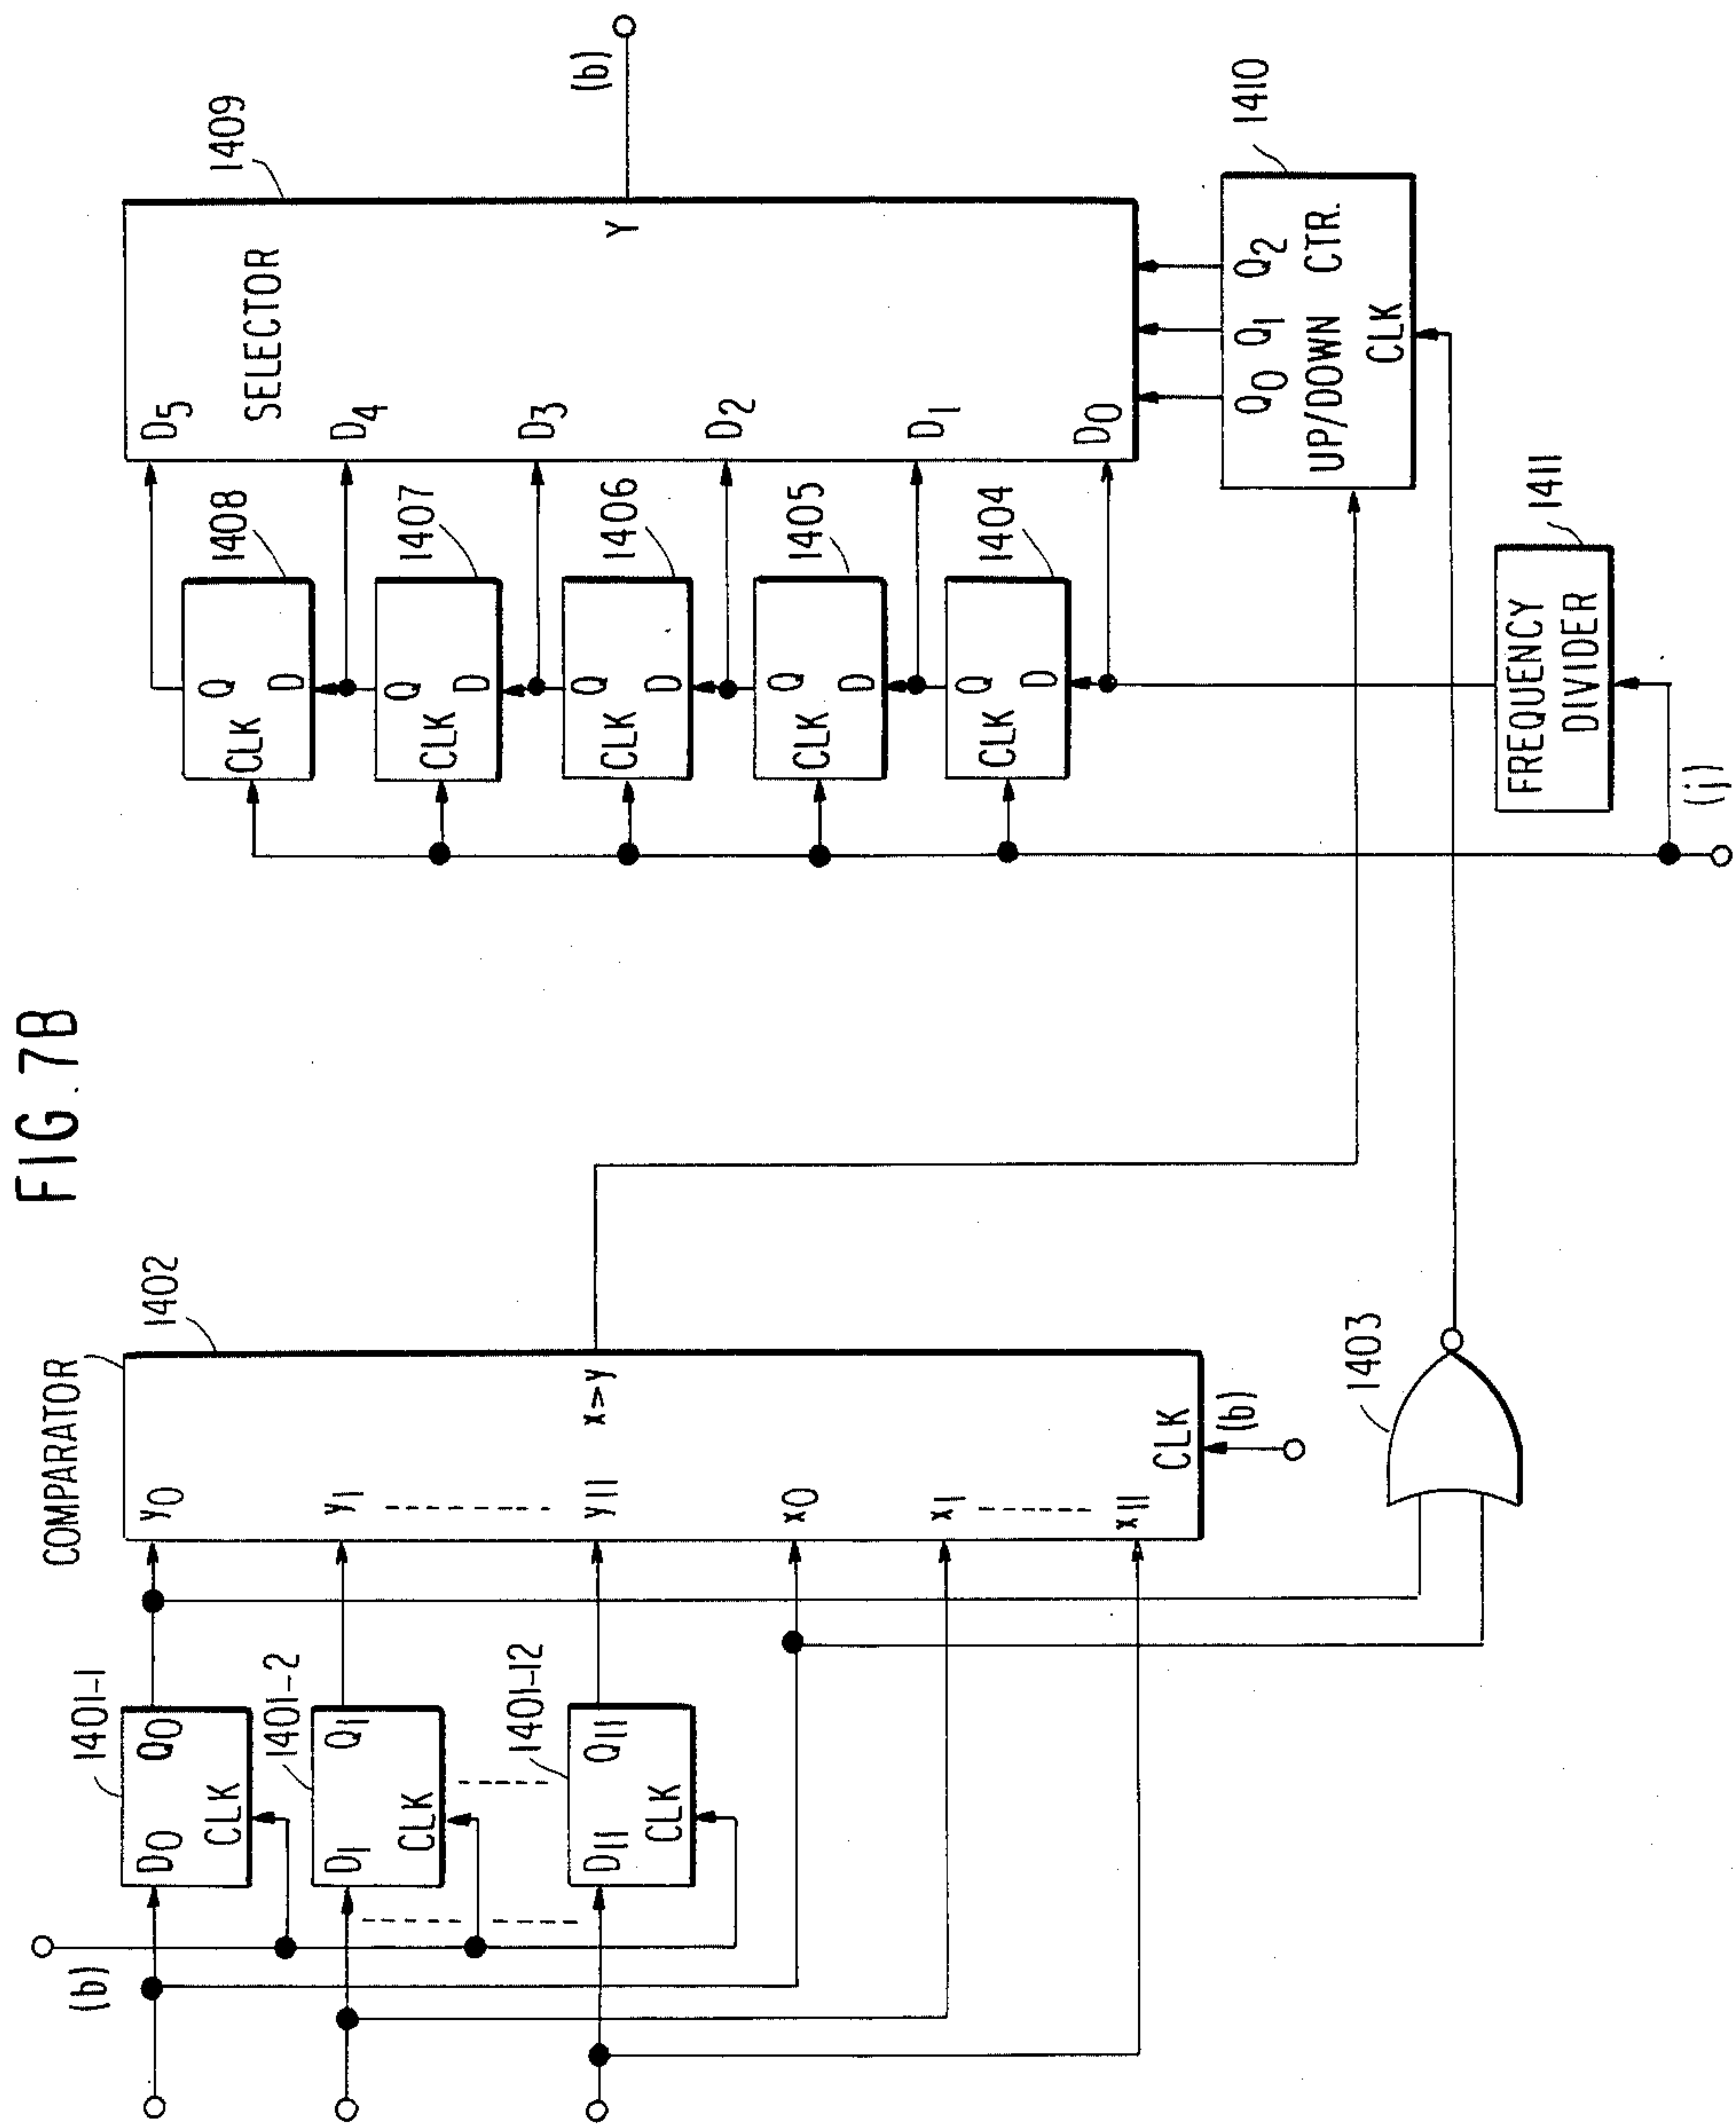 FIG. 7B
COMPARATOR
1402
1401-1
D0 Q0
CLK
1401-2
D1 Q1
CLK
1401-12
D11 Q11
CLK
(b)
y0
y1
y11 x>y
x0
x1
x11
CLK
(b)
1403
1408
Q
CLK
D
1407
Q
CLK
D
1406
Q
CLK
D
1405
Q
CLK
D
1404
Q
CLK
D
1409
D5
SELECTOR
D4
D3
D2
D1
D0
Y
(b)
1410
Q0 Q1 Q2
UP/DOWN CTR.
CLK
1411
FREQUENCY
DIVIDER
(j)